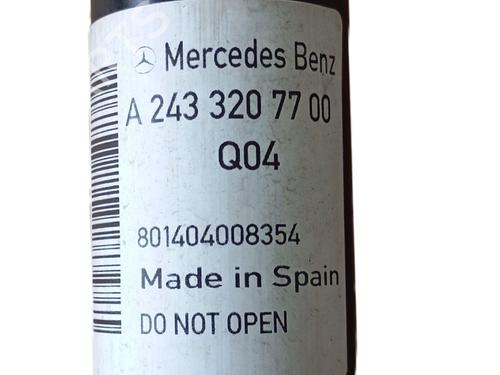 Mercedes Benz
A 243 320 77 00
Q04
801404008354
Made in Spain
DO NOT OPEN